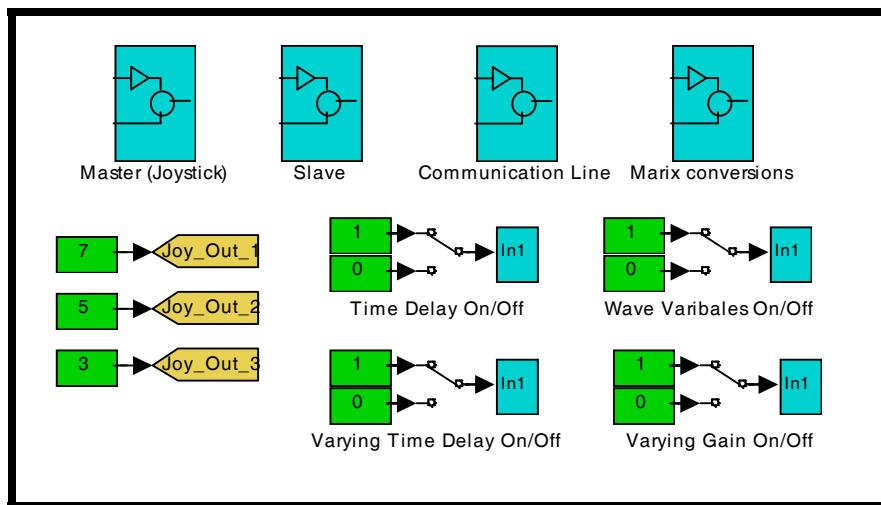 Master (Joystick)
Slave
Communication Line
Marix conversions
7
Joy_Out_1
5
Joy_Out_2
3
Joy_Out_3
1
0
In1
Time Delay On/Off
1
0
In1
Wave Varibales On/Off
1
0
In1
Varying Time Delay On/Off
1
0
In1
Varying Gain On/Off